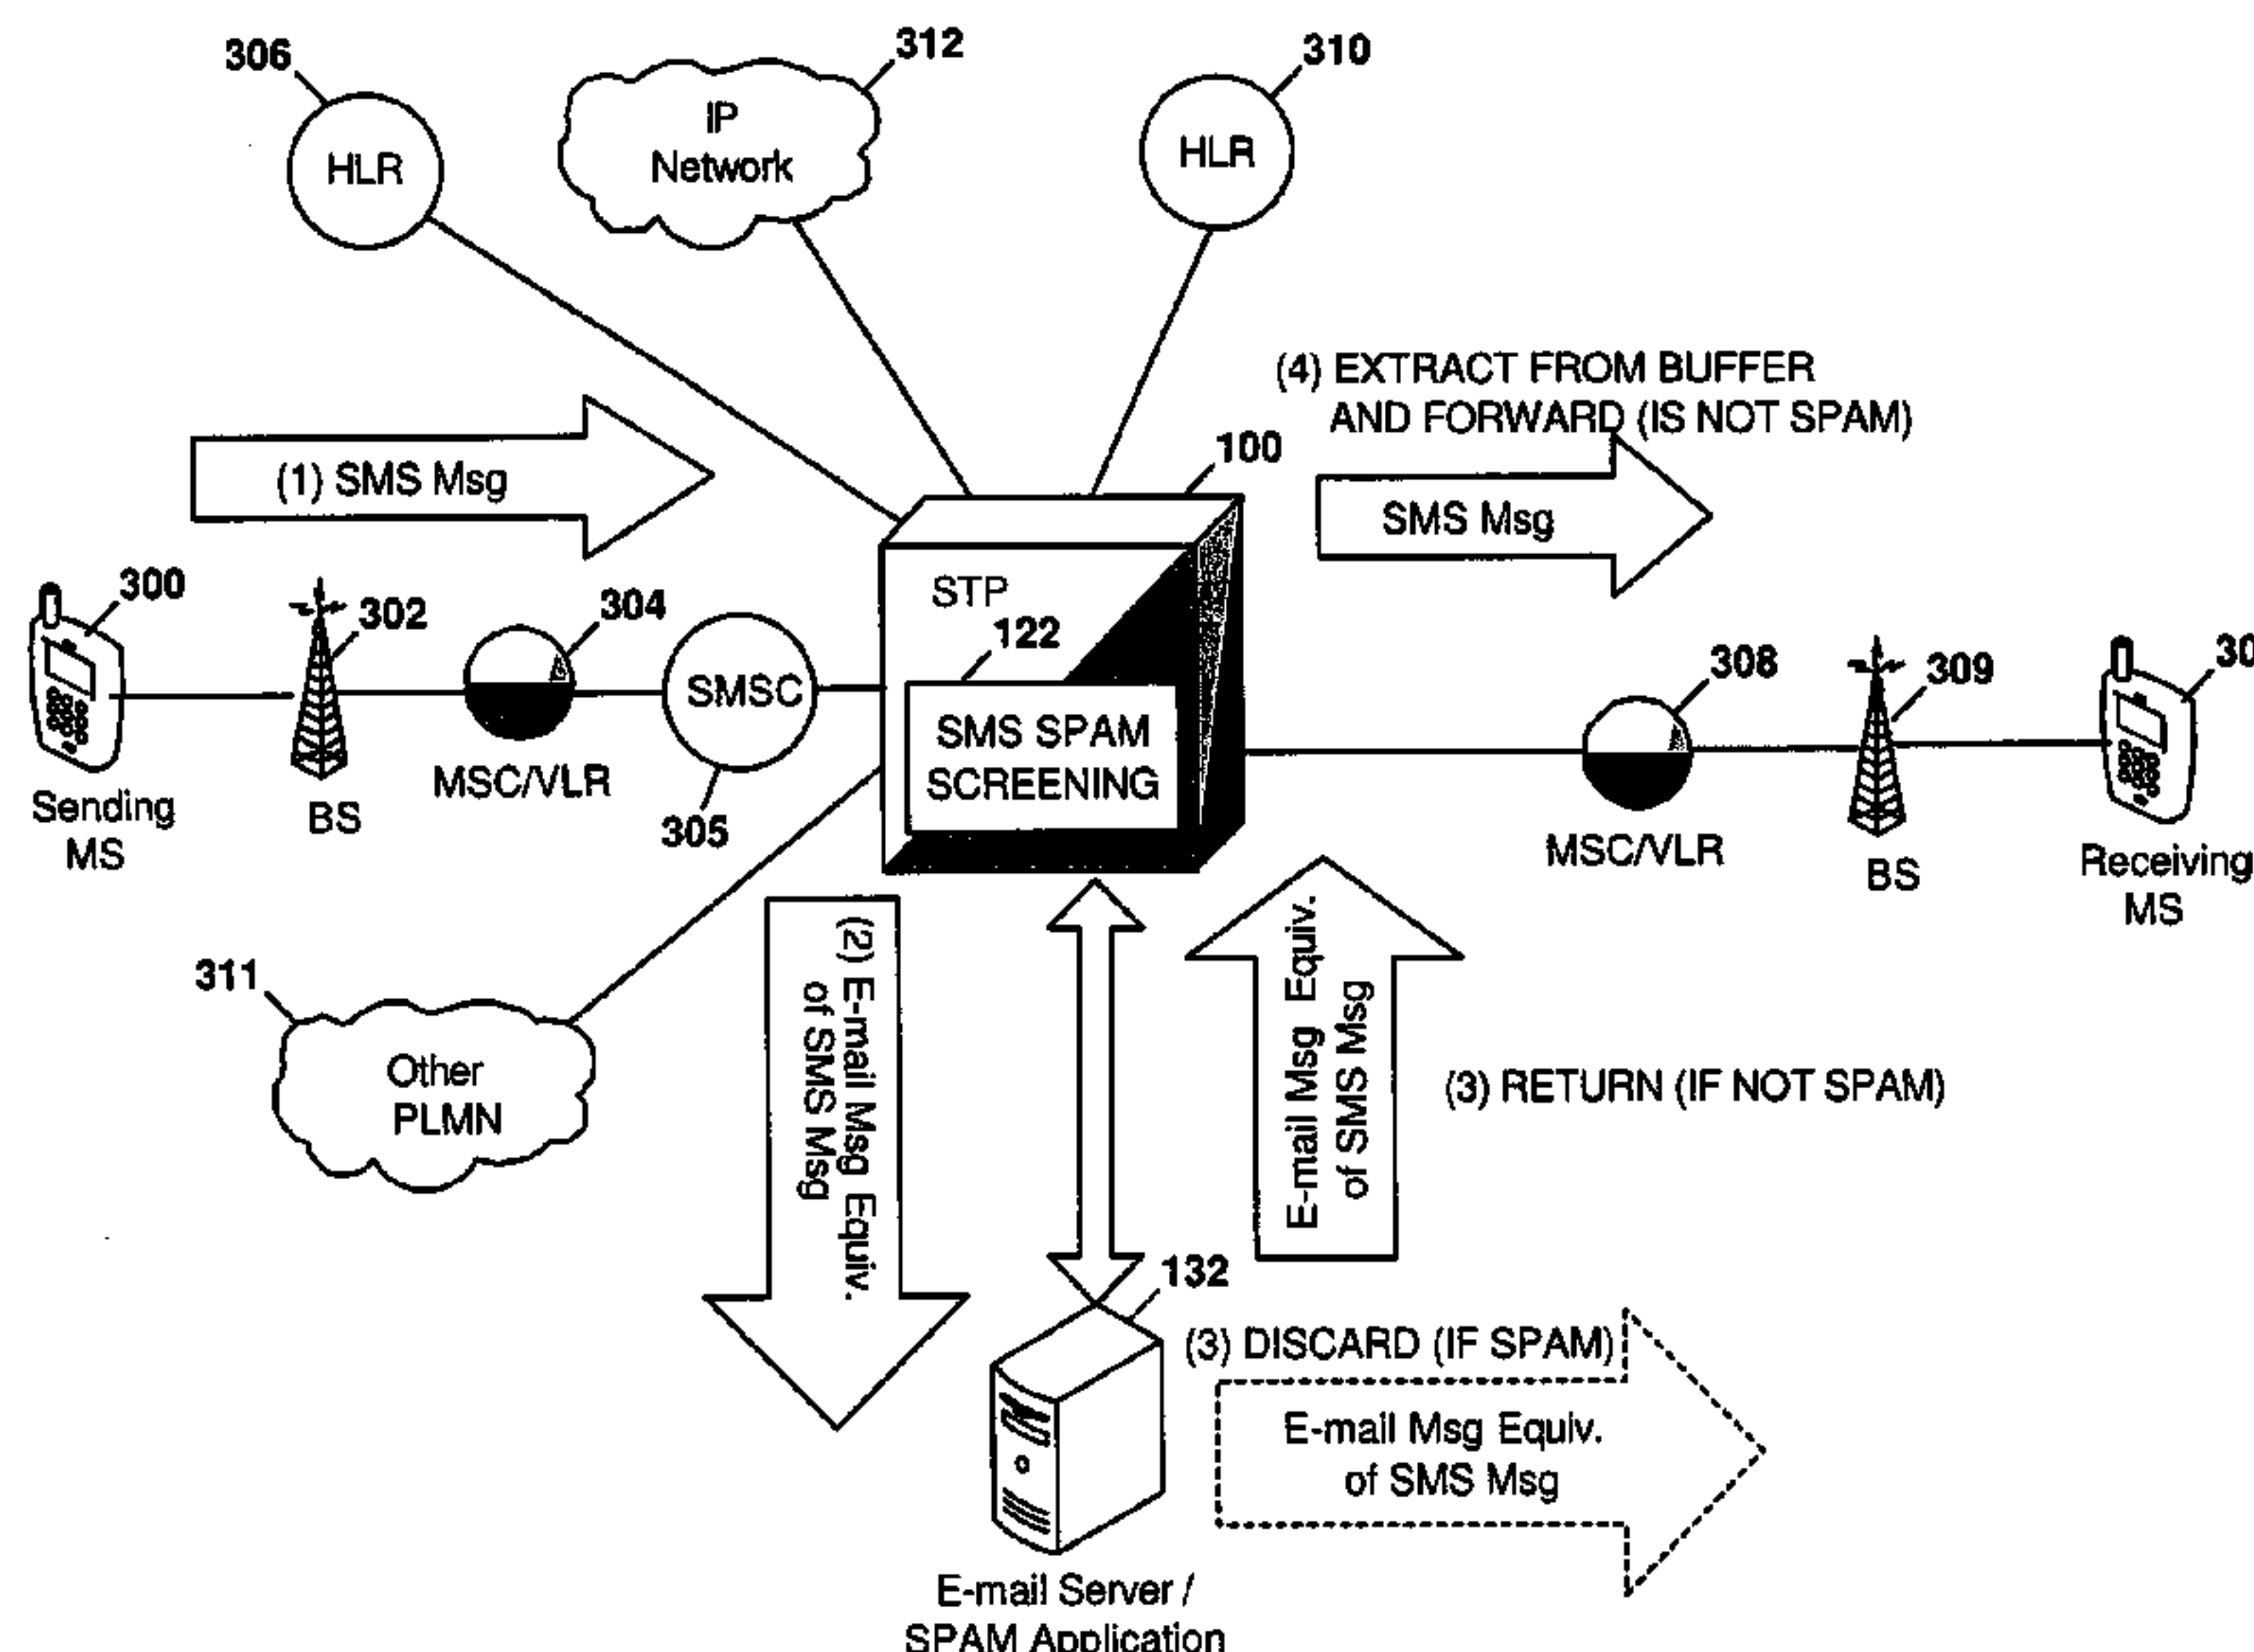 306
312
310
HLR
IP
Network
HLR
(4) EXTRACT FROM BUFFER
AND FORWARD (IS NOT SPAM)
100
(1) SMS Msg
SMS Msg
STP
300
302
304
122
308
309
SMSC
SMS SPAM
SCREENING
MSC/VLR
305
Sending
MS
BS
MSC/VLR
BS
Receiving
MS
311
Other
PLMN
(2) E-mail Msg Equiv.
of SMS Msg
E-mail Msg Equiv.
of SMS Msg
(3) RETURN (IF NOT SPAM)
132
(3) DISCARD (IF SPAM)
E-mail Msg Equiv.
of SMS Msg
E-mail Server /
SPAM Application